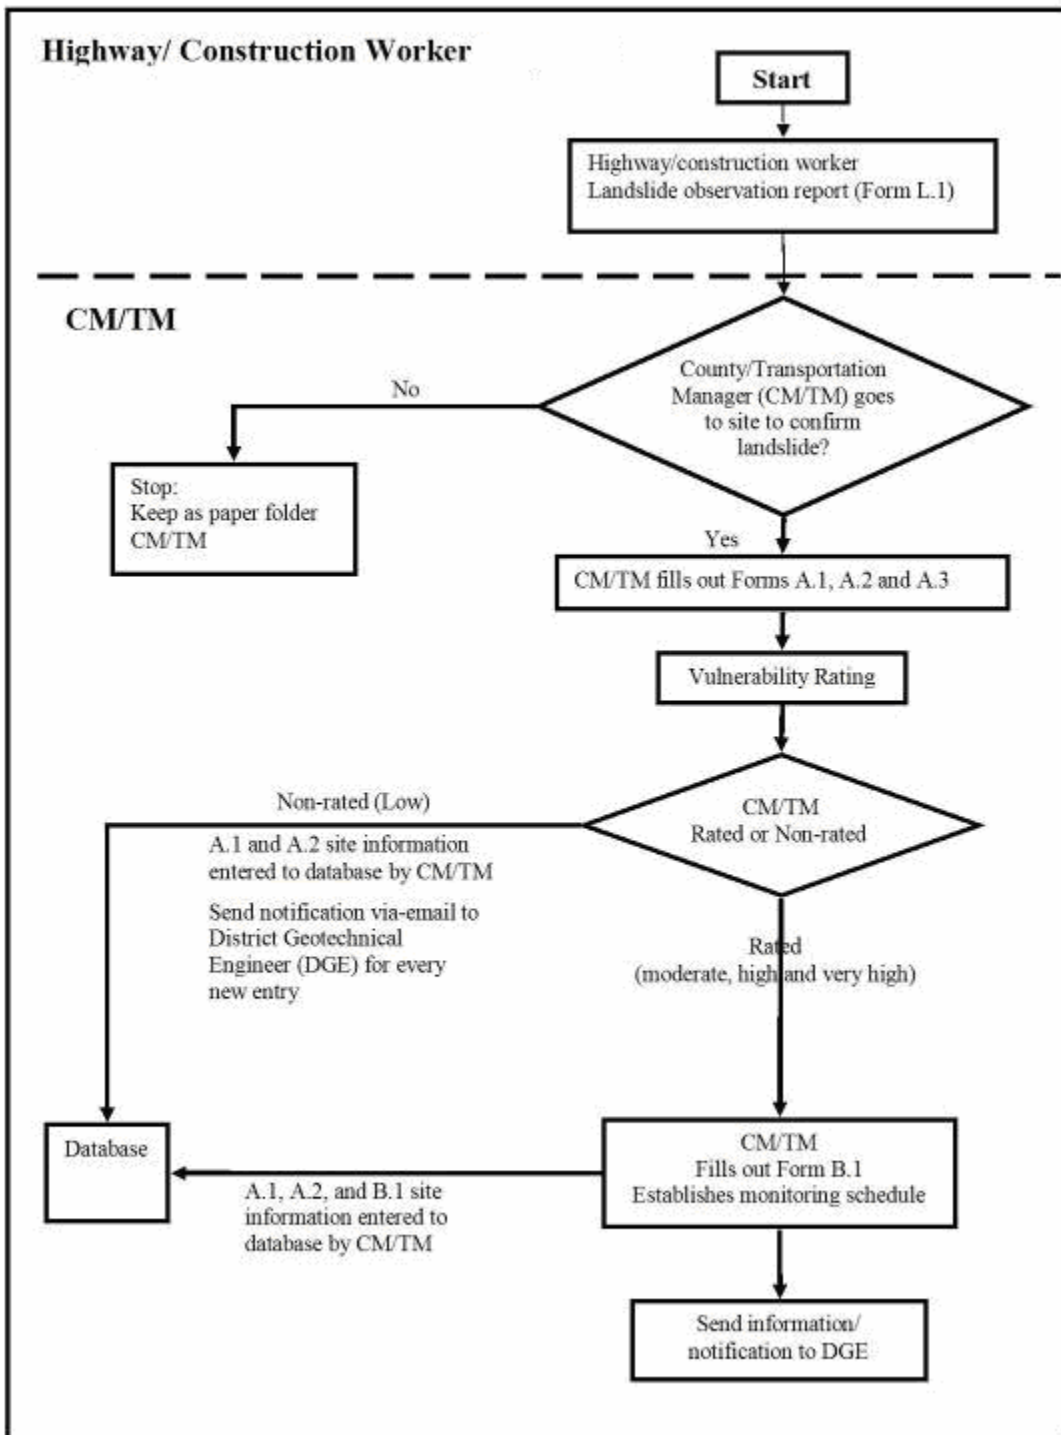 Highway/ Construction Worker
Start
Highway/construction worker
Landslide observation report (Form L.1)
CM/TM
County/Transportation
Manager (CM/TM) goes
to site to confirm
landslide?
No
Stop:
Keep as paper folder
CM/TM
Yes
CM/TM fills out Forms A.1, A.2 and A.3
Vulnerability Rating
CM/TM
Rated or Non-rated
Non-rated (Low)
A.1 and A.2 site information
entered to database by CM/TM
Send notification via-email to
District Geotechnical
Engineer (DGE) for every
new entry
Rated
(moderate, high and very high)
Database
CM/TM
Fills out Form B.1
Establishes monitoring schedule
A.1, A.2, and B.1 site
information entered to
database by CM/TM
Send information/
notification to DGE